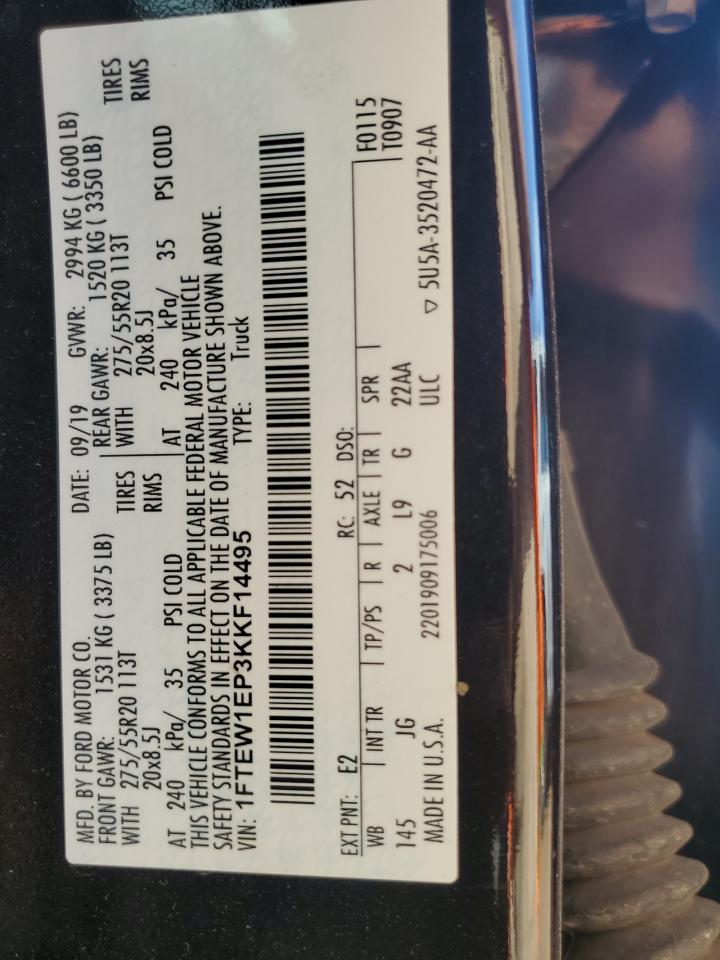 MFD. BY FORD MOTOR CO. DATE: 09/19 GVWR: 2994 KG ( 6600 LB)
FRONT GAWR: 1531 KG ( 3375 LB) REAR GAWR: 1520 KG ( 3350 LB)
WITH 275/55R20 113T TIRES WITH 275/55R20 113T TIRES
20x8.5J RIMS 20x8.5J RIMS
AT 240 kPa/ 35 PSI COLD AT 240 kPa/ 35 PSI COLD
THIS VEHICLE CONFORMS TO ALL APPLICABLE FEDERAL MOTOR VEHICLE
SAFETY STANDARDS IN EFFECT ON THE DATE OF MANUFACTURE SHOWN ABOVE.
VIN: 1FTEW1EP3KKF14495 TYPE: Truck
EXT PNT: E2 RC: 52 DSO: F0115
WB INT TR TP/PS R AXLE TR SPR T0907
145 JG 2 L9 G 22AA
MADE IN U.S.A. 2201909175006 ULC ▽ 5U5A-3520472-AA